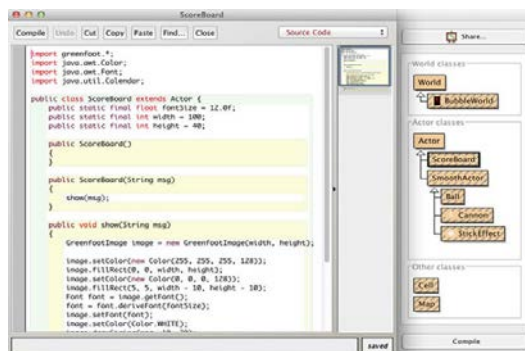 ScoreBoard
Compile Undo Cut Copy Paste Find... Close Source Code
import greenfoot.*;
import java.awt.Color;
import java.awt.Font;
import java.util.Calendar;
public class ScoreBoard extends Actor {
public static final float fontSize = 12.0f;
public static final int width = 100;
public static final int height = 40;
public ScoreBoard()
{
}
public ScoreBoard(String msg)
{
show(msg);
}
public void show(String msg)
{
GreenfootImage image = new GreenfootImage(width, height);
image.setColor(new Color(255, 255, 255, 128));
image.fillRect(0, 0, width, height);
image.setColor(new Color(0, 0, 0, 128));
image.fillRect(5, 5, width - 10, height - 10);
Font font = image.getFont();
font = font.deriveFont(fontSize);
image.setFont(font);
image.setColor(Color.WHITE);
saved
Share...
World classes
World
BubbleWorld
Actor classes
Actor
ScoreBoard
SmoothActor
Ball
Cannon
StickEffect
Other classes
Cell
Map
Compile